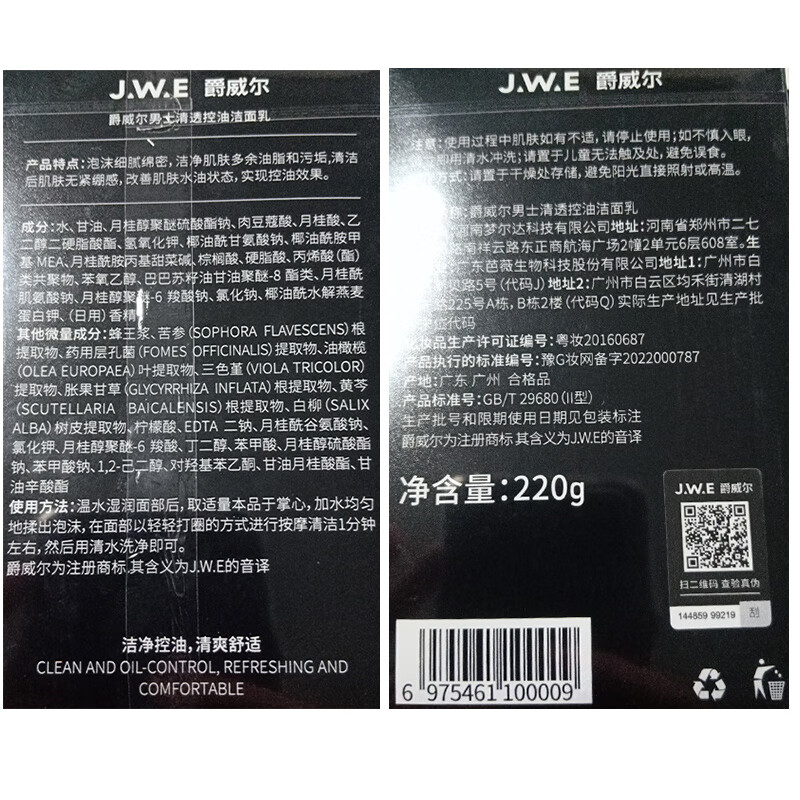 J.W.E 爵威尔
爵威尔男士清透控油洁面乳
产品特点：泡沫细腻绵密，洁净肌肤多余油脂和污垢，清洁
后肌肤无紧绷感，改善肌肤水油状态，实现控油效果。
成分：水、甘油、月桂醇聚醚硫酸酯钠、肉豆蔻酸、月桂酸、乙
二醇二硬脂酸酯、氢氧化钾、椰油酰甘氨酸钠、椰油酰胺甲
基 MEA、月桂酰胺丙基甜菜碱、棕榈酸、硬脂酸、丙烯酸（酯）
类共聚物、苯氧乙醇、巴巴苏籽油甘油聚醚-8 酯类、月桂酰
肌氨酸钠、月桂醇聚醚-6 羧酸钠、氯化钠、椰油酰水解燕麦
蛋白钾、（日用）香精
其他微量成分：蜂王浆、苦参（SOPHORA FLAVESCENS）根
提取物、药用层孔菌（FOMES OFFICINALIS）提取物、油橄榄
（OLEA EUROPAEA）叶提取物、三色堇（VIOLA TRICOLOR）
提取物、胀果甘草（GLYCYRRHIZA INFLATA）根提取物、黄芩
（SCUTELLARIA BAICALENSIS）根提取物、白柳（SALIX
ALBA）树皮提取物、柠檬酸、EDTA 二钠、月桂酰谷氨酸钠、
氯化钾、月桂醇聚醚-6 羧酸、丁二醇、苯甲酸、月桂醇硫酸酯
钠、苯甲酸钠、1,2-己二醇、对羟基苯乙酮、甘油月桂酸酯、甘
油辛酸酯
使用方法：温水湿润面部后，取适量本品于掌心，加水均匀
地揉出泡沫，在面部以轻轻打圈的方式进行按摩清洁1分钟
左右，然后用清水洗净即可。
爵威尔为注册商标，其含义为J.W.E的音译
洁净控油，清爽舒适
CLEAN AND OIL-CONTROL, REFRESHING AND
COMFORTABLE
J.W.E 爵威尔
注意：使用过程中肌肤如有不适，请停止使用；如不慎入眼，
即用清水冲洗；请置于儿童无法触及处，避免误食。
方式：请置于干燥处存储，避免阳光直接照射或高温。
称：爵威尔男士清透控油洁面乳
河南梦尔达科技有限公司地址：河南省郑州市二七
路南祥云路东正商航海广场2幢2单元6层608室。生
广东芭薇生物科技股份有限公司地址1：广州市白
贝路5号（代码J）地址2：广州市白云区均禾街清湖村
225号A栋，B栋2楼（代码Q）实际生产地址见生产批
位代码
化妆品生产许可证编号：粤妆20160687
产品执行的标准编号：豫G妆网备字2022000787
产地：广东 广州 合格品
产品标准号：GB/T 29680（II型）
生产批号和限期使用日期见包装标注
爵威尔为注册商标，其含义为J.W.E的音译
净含量：220g
J.W.E 爵威尔
扫二维码 查验真伪
144859 99219 刮
6 975461 100009